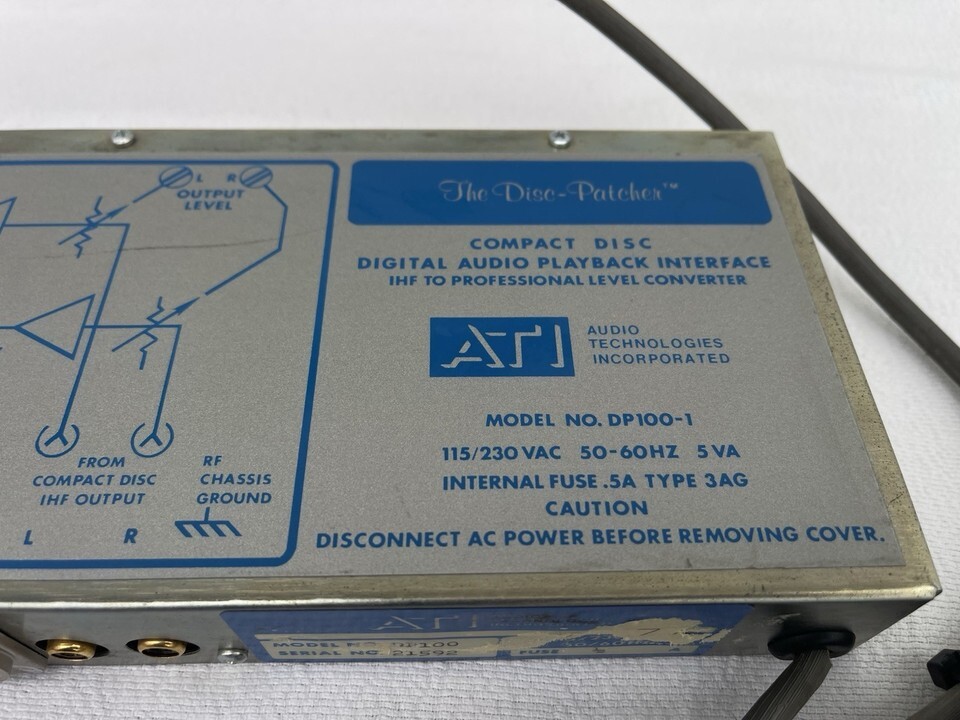 L R
OUTPUT
LEVEL
FROM
COMPACT DISC
IHF OUTPUT
RF
CHASSIS
GROUND
L R
The Disc-Patcher™
COMPACT DISC
DIGITAL AUDIO PLAYBACK INTERFACE
IHF TO PROFESSIONAL LEVEL CONVERTER
ATI
AUDIO
TECHNOLOGIES
INCORPORATED
MODEL NO. DP100-1
115/230 VAC 50-60HZ 5VA
INTERNAL FUSE .5A TYPE 3AG
CAUTION
DISCONNECT AC POWER BEFORE REMOVING COVER.
ATI
MODEL DP100
SERIAL NO. 21592
FUSE A